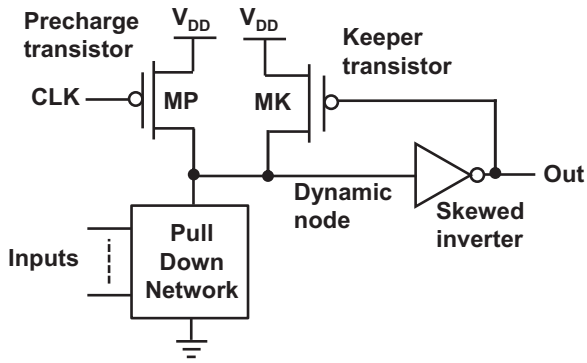 Precharge
transistor
V_DD
V_DD
Keeper
transistor
CLK
MP
MK
Dynamic
node
Skewed
inverter
Out
Inputs
Pull
Down
Network